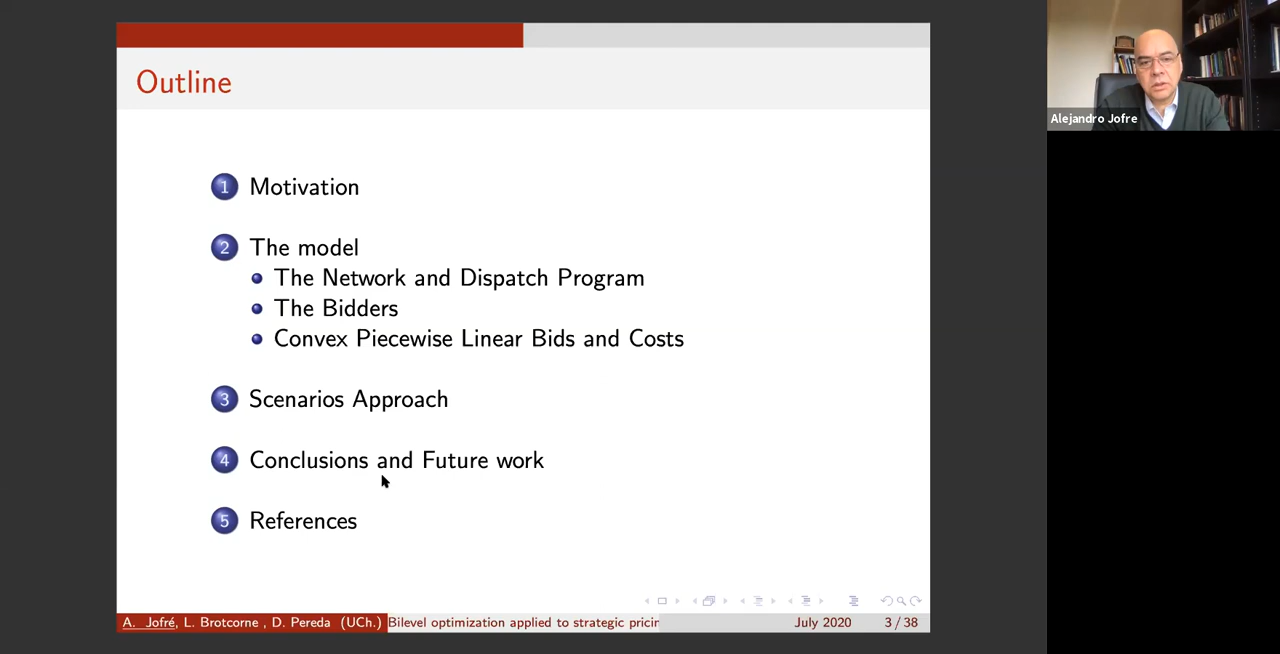 Outline
Alejandro Jofre
1 Motivation
2 The model
The Network and Dispatch Program
The Bidders
Convex Piecewise Linear Bids and Costs
3 Scenarios Approach
4 Conclusions and Future work
5 References
A. Jofré, L. Brotcorne , D. Pereda (UCh.) Bilevel optimization applied to strategic pricin July 2020 3 / 38